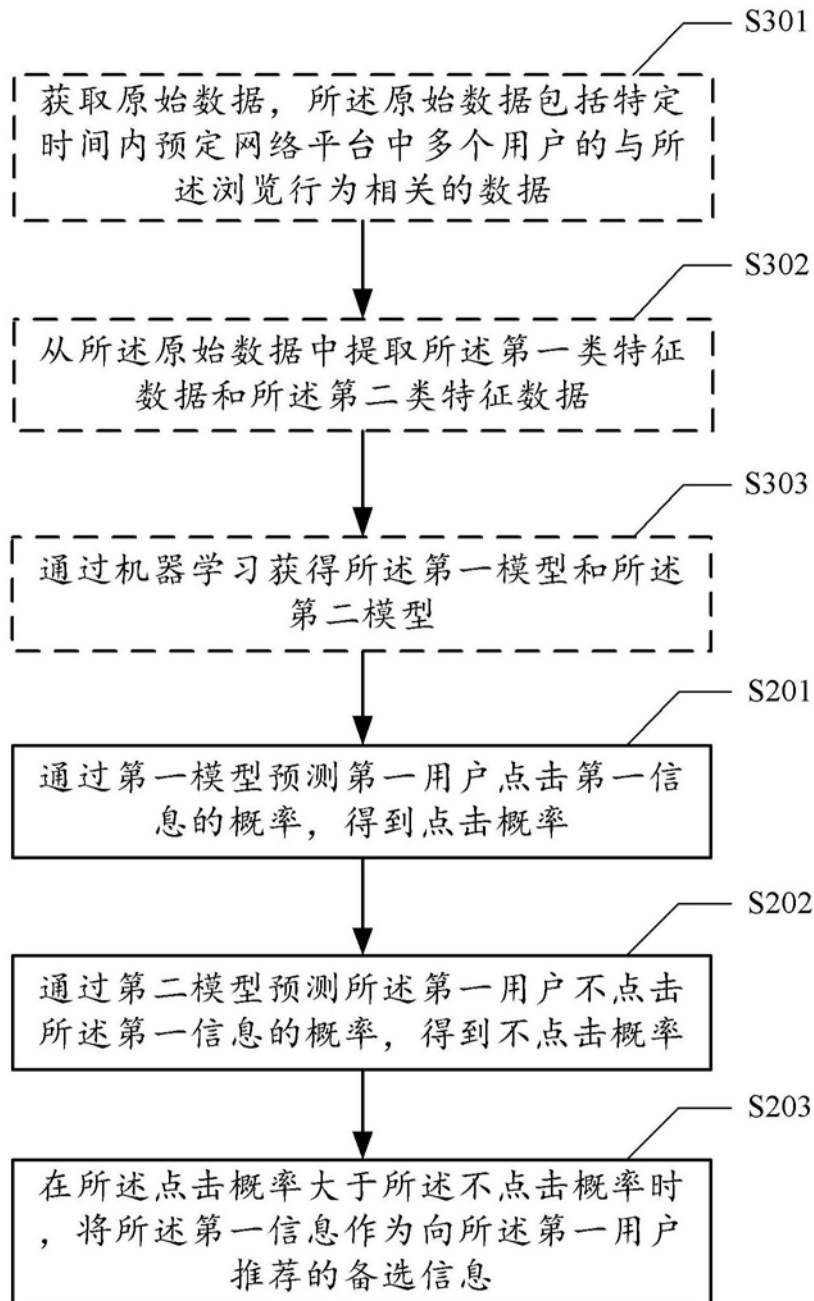 S301
获取原始数据，所述原始数据包括特定
时间内预定网络平台中多个用户的与所
述浏览行为相关的数据
S302
从所述原始数据中提取所述第一类特征
数据和所述第二类特征数据
S303
通过机器学习获得所述第一模型和所述
第二模型
S201
通过第一模型预测第一用户点击第一信
息的概率，得到点击概率
S202
通过第二模型预测所述第一用户不点击
所述第一信息的概率，得到不点击概率
S203
在所述点击概率大于所述不点击概率时
，将所述第一信息作为向所述第一用户
推荐的备选信息